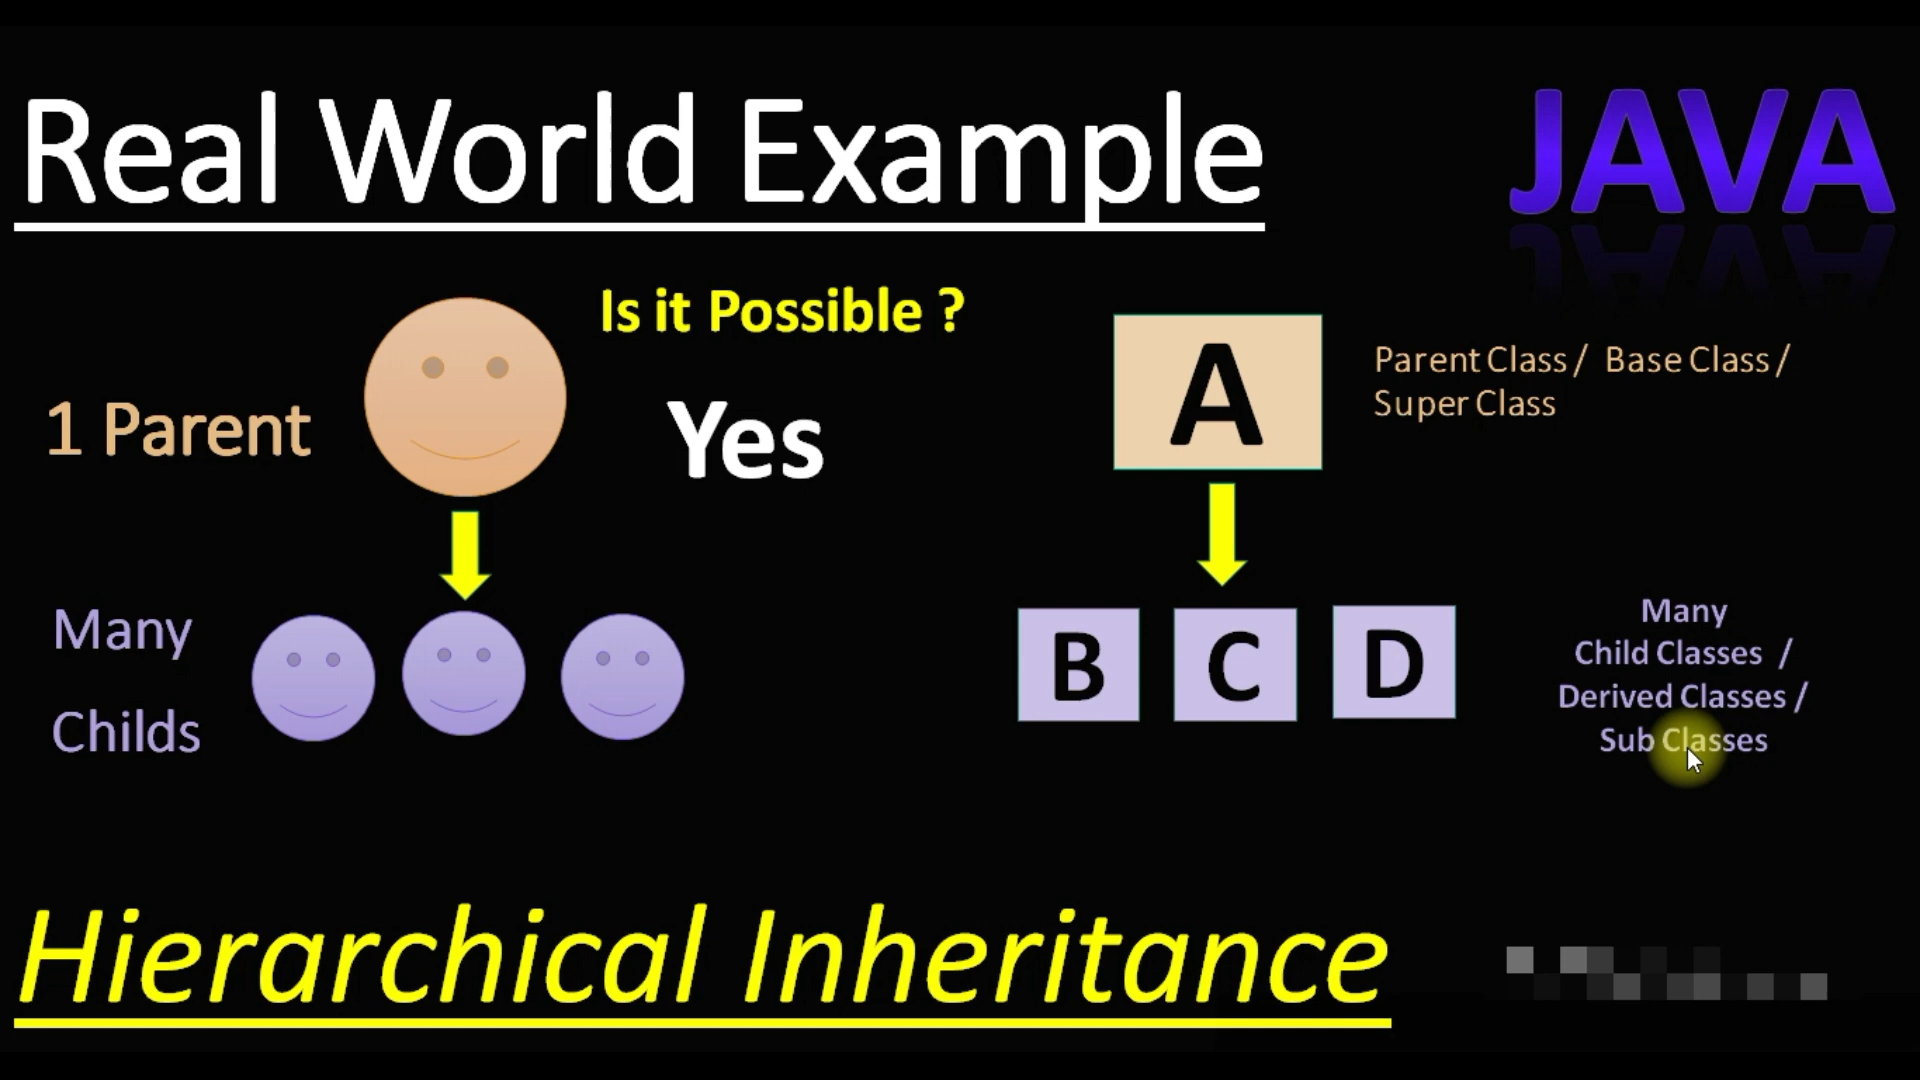 Real World Example
JAVA
Is it Possible ?
1 Parent
Yes
A
Parent Class / Base Class /
Super Class
Many
Childs
B C D
Many
Child Classes /
Derived Classes /
Sub Classes
Hierarchical Inheritance